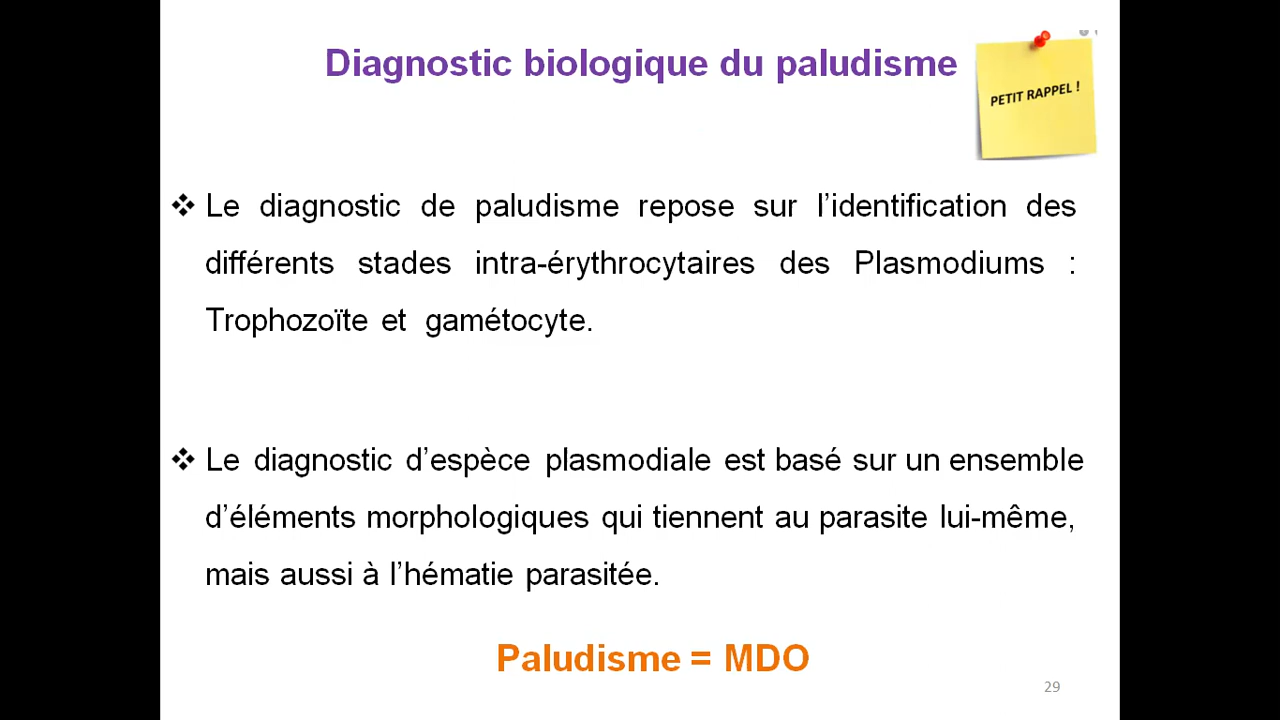 Diagnostic biologique du paludisme
PETIT RAPPEL !
❖ Le diagnostic de paludisme repose sur l’identification des
différents stades intra-érythrocytaires des Plasmodiums :
Trophozoïte et gamétocyte.
❖ Le diagnostic d’espèce plasmodiale est basé sur un ensemble
d’éléments morphologiques qui tiennent au parasite lui-même,
mais aussi à l’hématie parasitée.
Paludisme = MDO
29